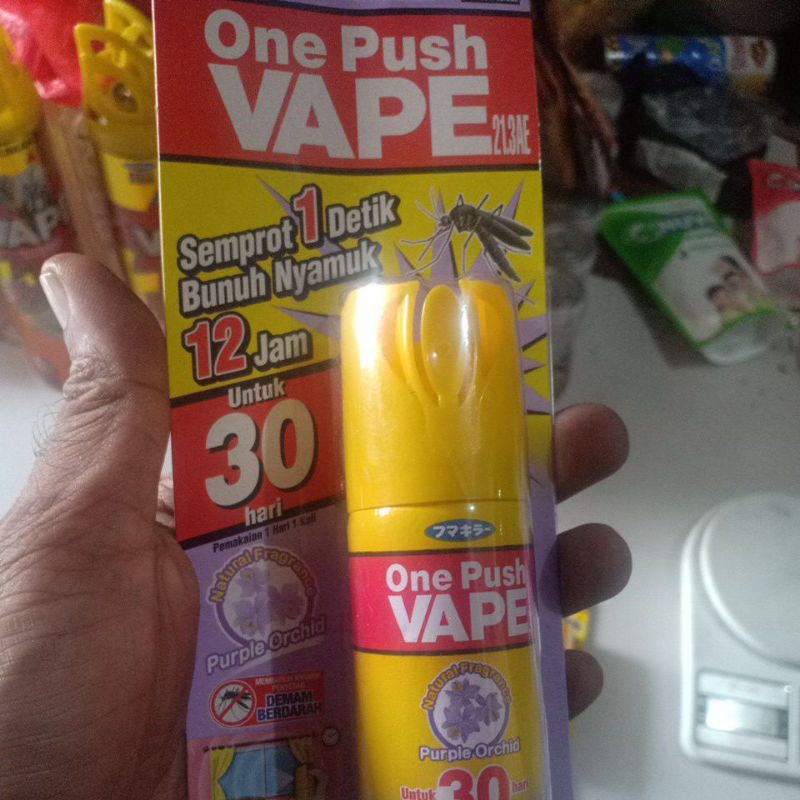 One Push
VAPE
21.3AE
Semprot 1 Detik
Bunuh Nyamuk
12 Jam
Untuk
30
hari
Pemakaian 1 Hari 1 Kali
Natural Fragrance
Purple Orchid
DEMAM
BERDARAH
フマキラー
One Push
VAPE
Natural Fragrance
Purple Orchid
Untuk 30 hari
VAPE